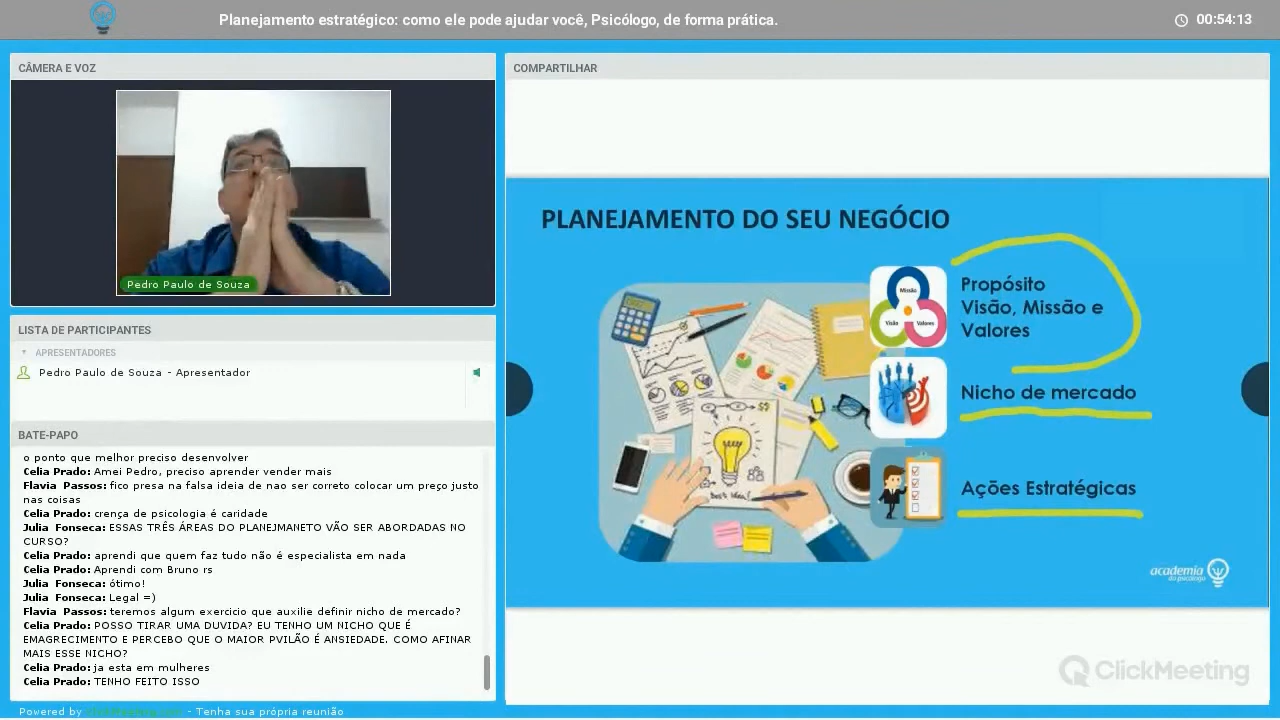 Planejamento estratégico: como ele pode ajudar você, Psicólogo, de forma prática.
00:54:13
CÂMERA E VOZ
Pedro Paulo de Souza
LISTA DE PARTICIPANTES
APRESENTADORES
Pedro Paulo de Souza - Apresentador
BATE-PAPO
o ponto que melhor preciso desenvolver
Celia Prado: Amei Pedro, preciso aprender vender mais
Flavia Passos: fico presa na falsa ideia de nao ser correto colocar um preço justo
nas coisas
Celia Prado: crença de psicologia é caridade
Julia Fonseca: ESSAS TRÊS ÁREAS DO PLANEJMANETO VÃO SER ABORDADAS NO
CURSO?
Celia Prado: aprendi que quem faz tudo não é especialista em nada
Celia Prado: Aprendi com Bruno rs
Julia Fonseca: ótimo!
Julia Fonseca: Legal =)
Flavia Passos: teremos algum exercicio que auxilie definir nicho de mercado?
Celia Prado: POSSO TIRAR UMA DUVIDA? EU TENHO UM NICHO QUE É
EMAGRECIMENTO E PERCEBO QUE O MAIOR PVILÃO É ANSIEDADE. COMO AFINAR
MAIS ESSE NICHO?
Celia Prado: ja esta em mulheres
Celia Prado: TENHO FEITO ISSO
Powered by ClickMeeting.com - Tenha sua própria reunião
COMPARTILHAR
PLANEJAMENTO DO SEU NEGÓCIO
Missão
Visão
Valores
Propósito
Visão, Missão e
Valores
Nicho de mercado
Best Idea!
Ações Estratégicas
academia
do psicólogo
ClickMeeting